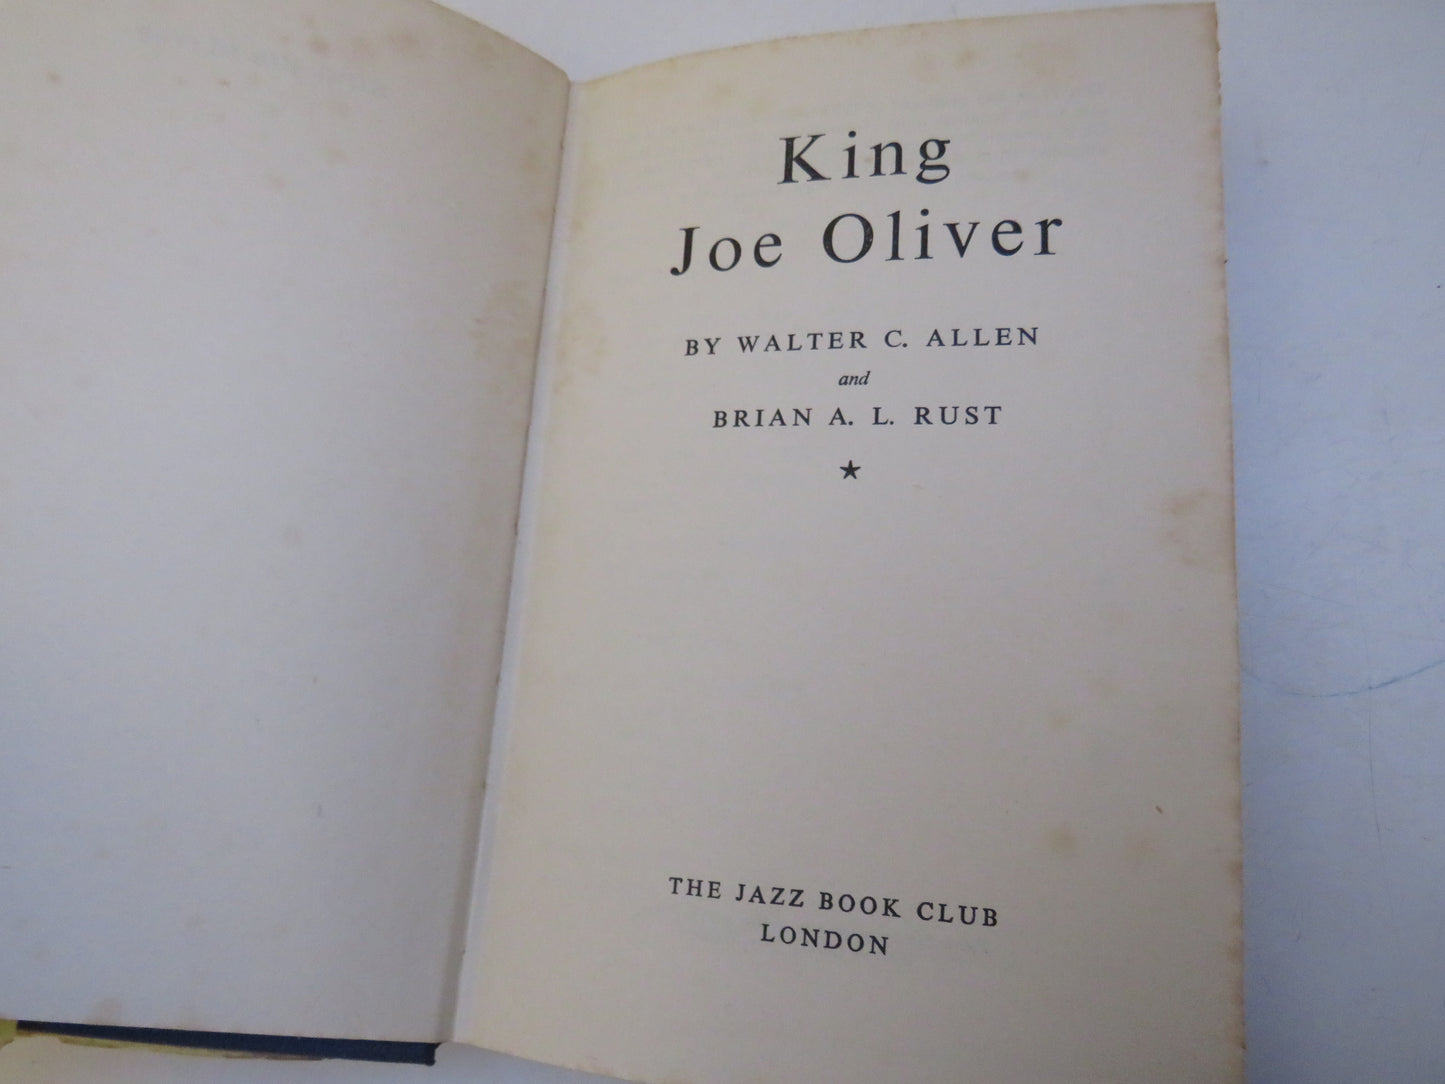 King
Joe Oliver
BY WALTER C. ALLEN
and
BRIAN A. L. RUST
★
THE JAZZ BOOK CLUB
LONDON